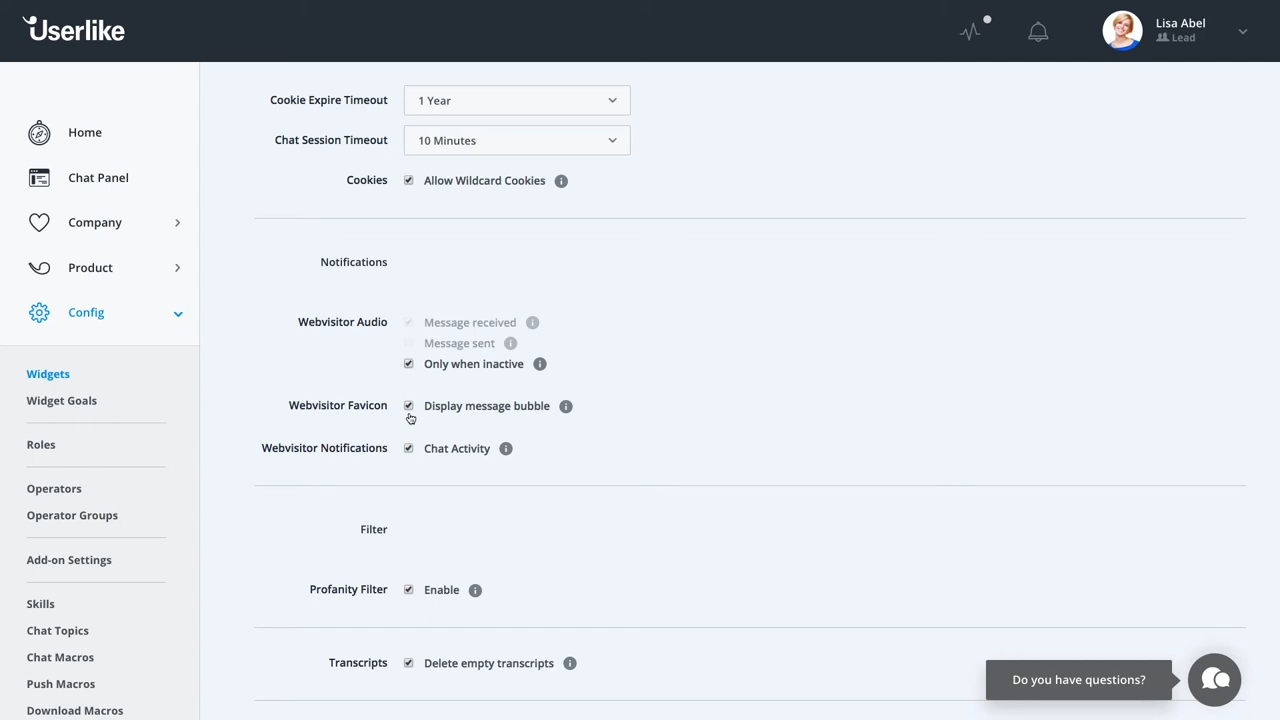 Userlike
Lisa Abel
Lead
Home
Chat Panel
Company
Product
Config
Widgets
Widget Goals
Roles
Operators
Operator Groups
Add-on Settings
Skills
Chat Topics
Chat Macros
Push Macros
Download Macros
Cookie Expire Timeout 1 Year
Chat Session Timeout 10 Minutes
Cookies Allow Wildcard Cookies
Notifications
Webvisitor Audio Message received
Message sent
Only when inactive
Webvisitor Favicon Display message bubble
Webvisitor Notifications Chat Activity
Filter
Profanity Filter Enable
Transcripts Delete empty transcripts
Do you have questions?